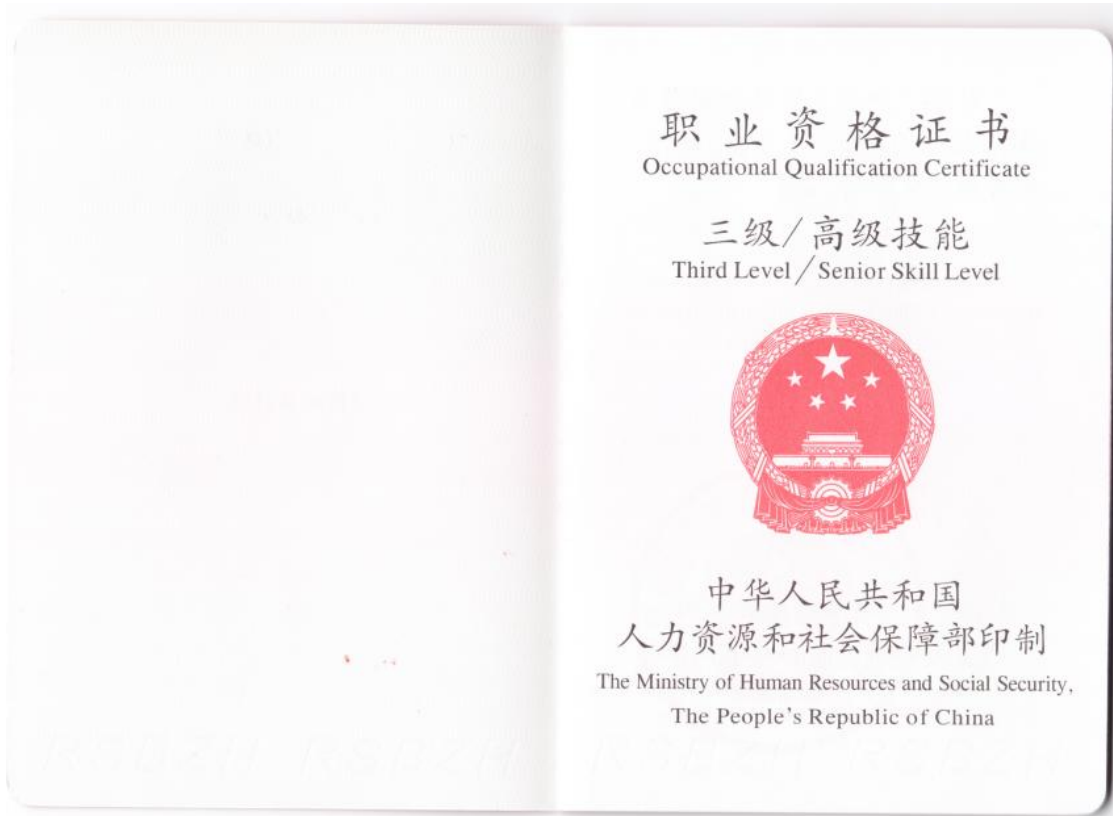 职业资格证书
Occupational Qualification Certificate
三级/高级技能
Third Level/Senior Skill Level
中华人民共和国
人力资源和社会保障部印制
The Ministry of Human Resources and Social Security,
The People's Republic of China